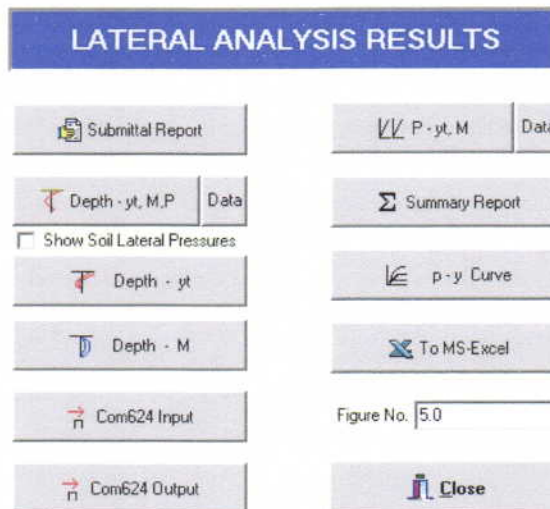 LATERAL ANALYSIS RESULTS
Submittal Report
Depth - yt, M,P Data
Show Soil Lateral Pressures
Depth - yt
Depth - M
n Com624 Input
n Com624 Output
P - yt, M Data
Σ Summary Report
p - y Curve
To MS-Excel
Figure No. 5.0
Close